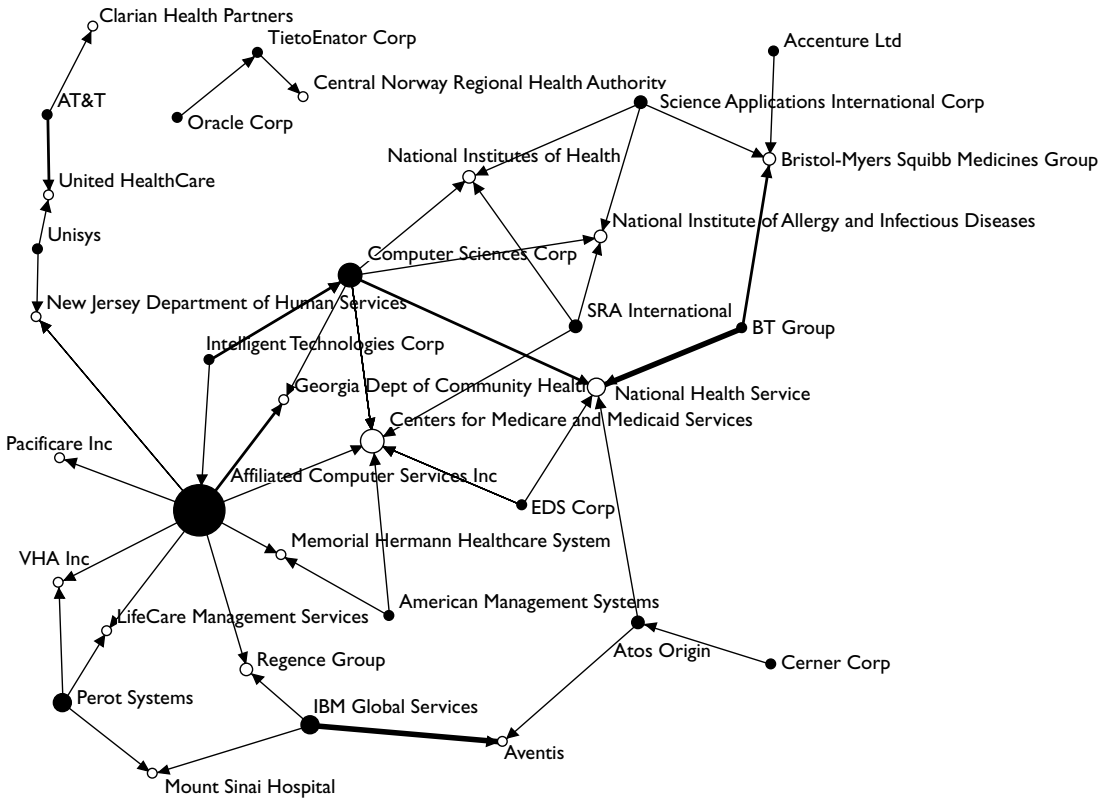 Clarian Health Partners
TietoEnator Corp
Accenture Ltd
Central Norway Regional Health Authority
AT&T
Science Applications International Corp
Oracle Corp
National Institutes of Health
Bristol-Myers Squibb Medicines Group
United HealthCare
National Institute of Allergy and Infectious Diseases
Unisys
Computer Sciences Corp
New Jersey Department of Human Services
SRA International
BT Group
Intelligent Technologies Corp
Georgia Dept of Community Health
National Health Service
Centers for Medicare and Medicaid Services
Pacificare Inc
Affiliated Computer Services Inc
EDS Corp
Memorial Hermann Healthcare System
VHA Inc
American Management Systems
LifeCare Management Services
Atos Origin
Regence Group
Cerner Corp
Perot Systems
IBM Global Services
Aventis
Mount Sinai Hospital